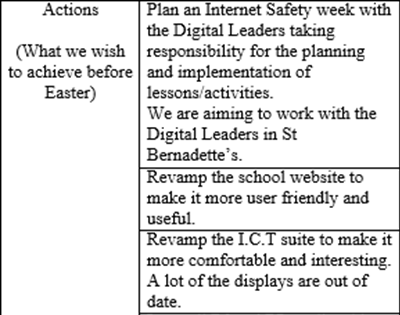 Actions
(What we wish
to achieve before
Easter)
Plan an Internet Safety week with
the Digital Leaders taking
responsibility for the planning
and implementation of
lessons/activities.
We are aiming to work with the
Digital Leaders in St
Bernadette's.
Revamp the school website to
make it more user friendly and
useful.
Revamp the I.C.T suite to make it
more comfortable and interesting.
A lot of the displays are out of
date.